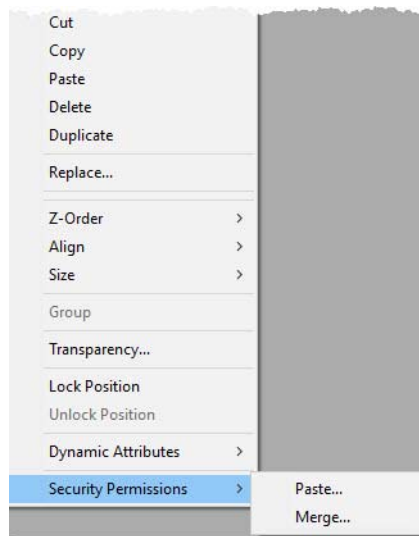 Cut
Copy
Paste
Delete
Duplicate
Replace...
Z-Order
Align
Size
Group
Transparency...
Lock Position
Unlock Position
Dynamic Attributes
Security Permissions
Paste...
Merge...